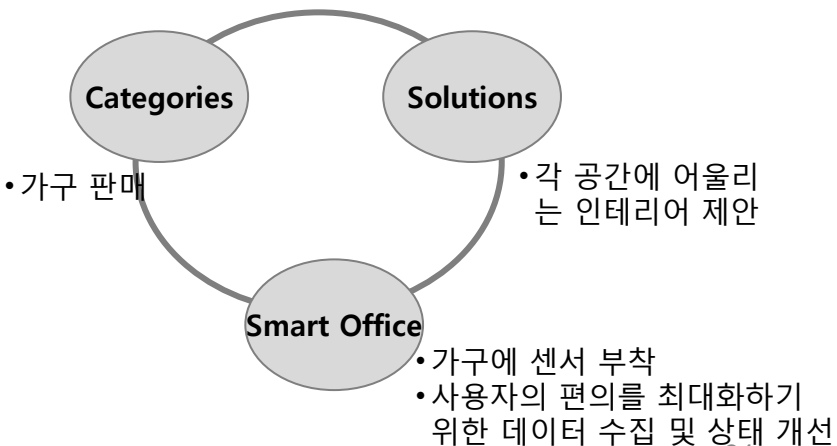 Categories
Solutions
• 가구 판매
• 각 공간에 어울리
는 인테리어 제안
Smart Office
• 가구에 센서 부착
• 사용자의 편의를 최대화하기
위한 데이터 수집 및 상태 개선